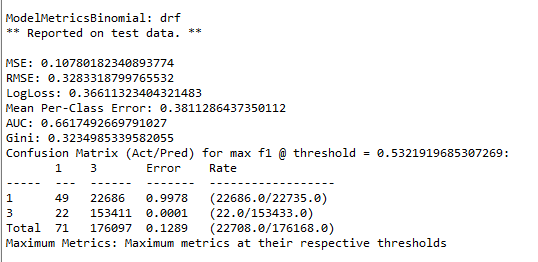 ModelMetricsBinomial: drf
** Reported on test data. **
MSE: 0.10780182340893774
RMSE: 0.3283318799765532
LogLoss: 0.36611323404321483
Mean Per-Class Error: 0.3811286437350112
AUC: 0.6617492669791027
Gini: 0.3234985339582055
Confusion Matrix (Act/Pred) for max f1 @ threshold = 0.5321919685307269:
1 3 Error Rate
----- --- ------ ------- ------------------
1 49 22686 0.9978 (22686.0/22735.0)
3 22 153411 0.0001 (22.0/153433.0)
Total 71 176097 0.1289 (22708.0/176168.0)
Maximum Metrics: Maximum metrics at their respective thresholds